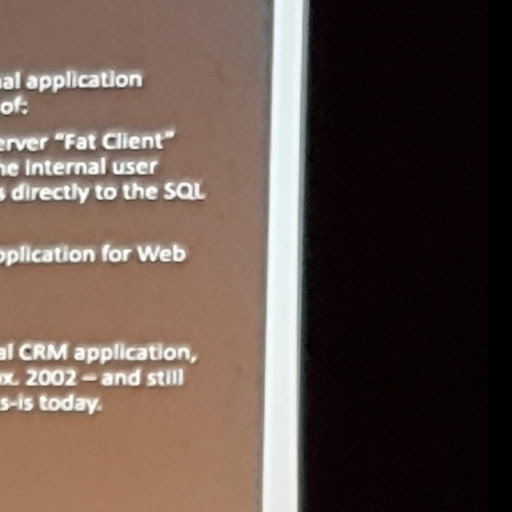 al application
of:
erver “Fat Client”
he internal user
s directly to the SQL
pplication for Web
al CRM application,
x. 2002 – and still
s-is today.